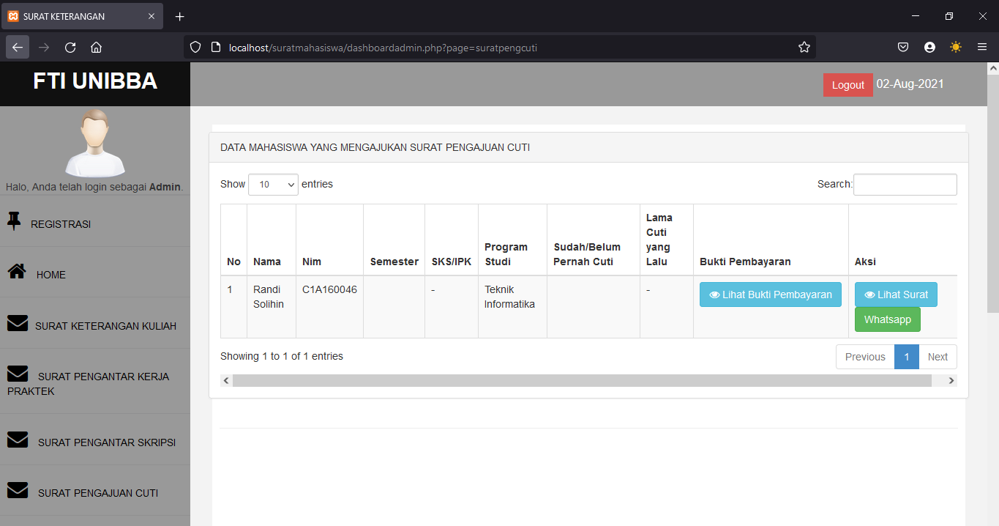 SURAT KETERANGAN
localhost/suratmahasiswa/dashboardadmin.php?page=suratpengcuti
FTI UNIBBA
Logout 02-Aug-2021
Halo, Anda telah login sebagai Admin.
REGISTRASI
HOME
SURAT KETERANGAN KULIAH
SURAT PENGANTAR KERJA
PRAKTEK
SURAT PENGANTAR SKRIPSI
SURAT PENGAJUAN CUTI
DATA MAHASISWA YANG MENGAJUKAN SURAT PENGAJUAN CUTI
Show 10 entries Search:
No Nama Nim Semester SKS/IPK Program Studi Sudah/Belum Pernah Cuti Lama Cuti yang Lalu Bukti Pembayaran Aksi
1 Randi Solihin C1A160046 - Teknik Informatika - Lihat Bukti Pembayaran Lihat Surat
Whatsapp
Showing 1 to 1 of 1 entries Previous 1 Next